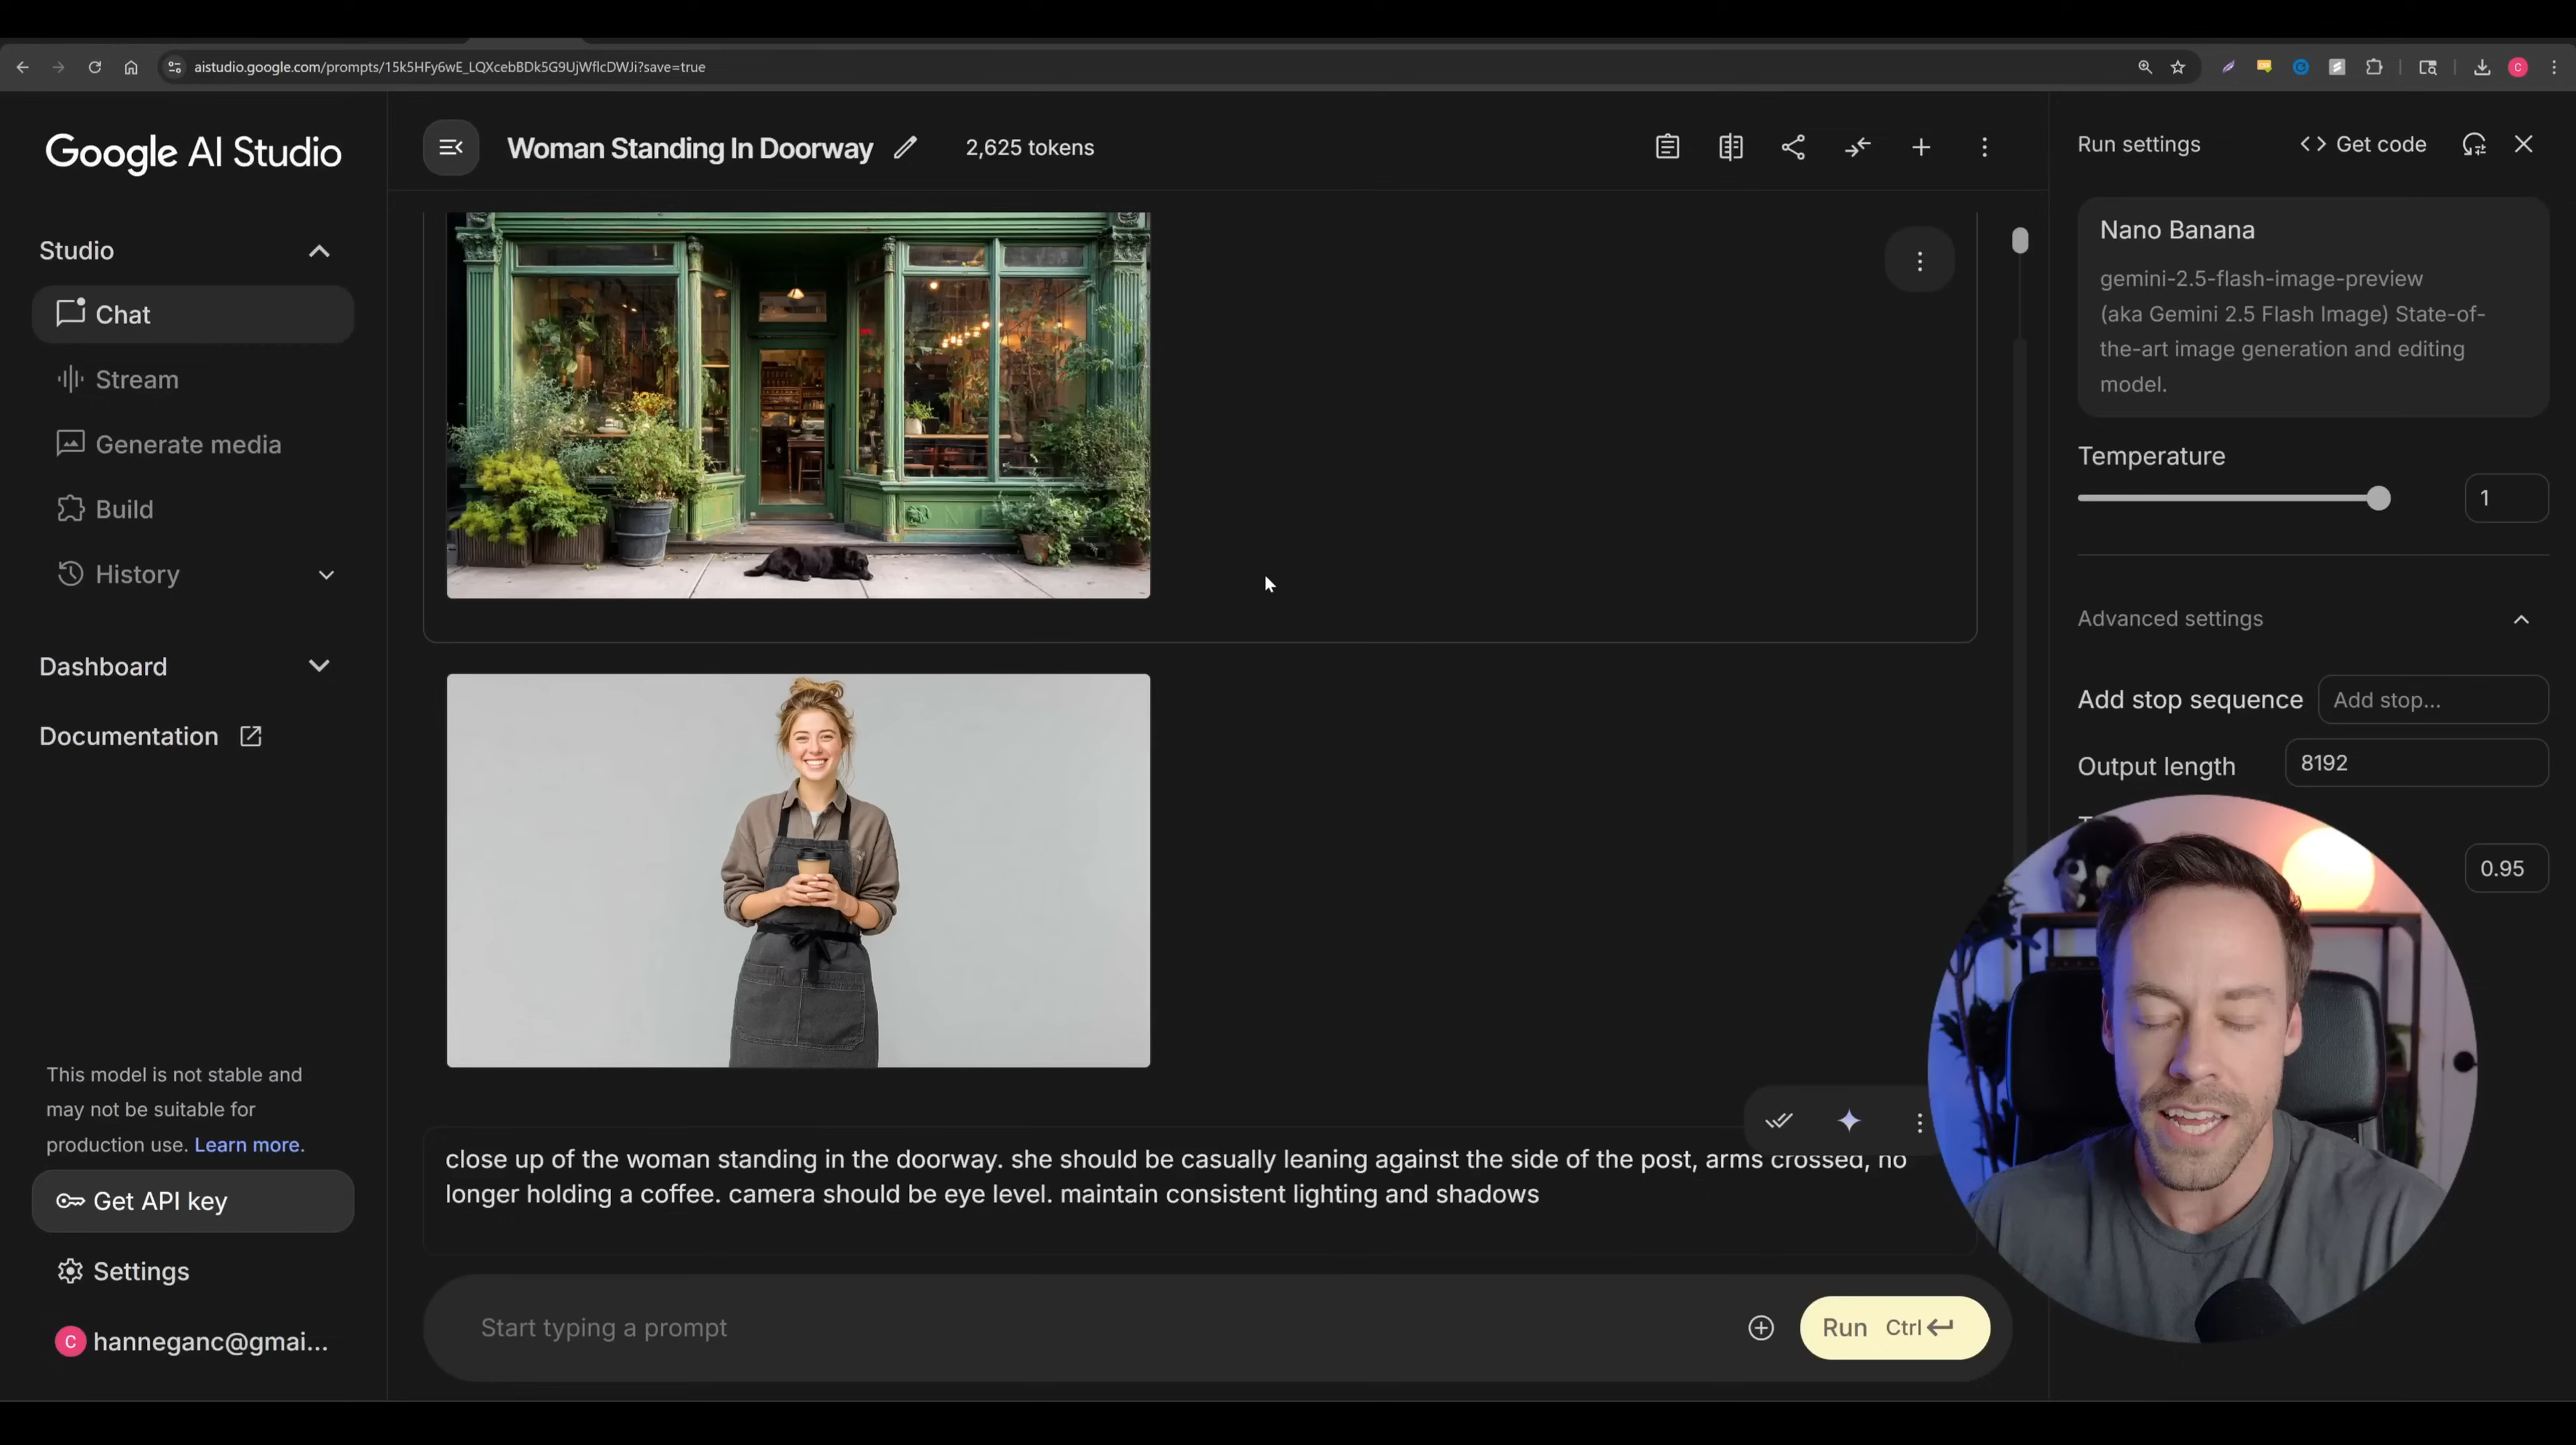 aistudio.google.com/prompts/15k5HFy6wE_LQXcebBDk5G9UjWflcDWJi?save=true
Google AI Studio
Studio
Chat
Stream
Generate media
Build
History
Dashboard
Documentation
This model is not stable and
may not be suitable for
production use. Learn more.
Get API key
Settings
C hanneganc@gmai...
Woman Standing In Doorway
2,625 tokens
close up of the woman standing in the doorway. she should be casually leaning against the side of the post, arms crossed, no
longer holding a coffee. camera should be eye level. maintain consistent lighting and shadows
Start typing a prompt
Run Ctrl
Run settings
Get code
Nano Banana
gemini-2.5-flash-image-preview
(aka Gemini 2.5 Flash Image) State-of-
the-art image generation and editing
model.
Temperature
1
Advanced settings
Add stop sequence
Add stop...
Output length
8192
0.95